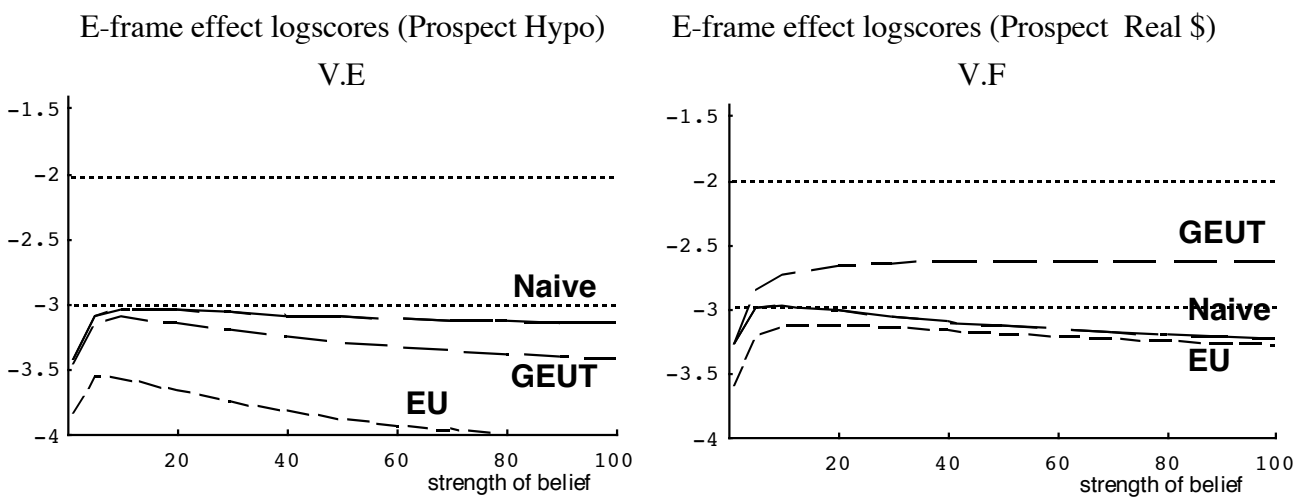 E-frame effect logscores (Prospect Hypo)
V.E
-1.5
-2
-2.5
-3
-3.5
-4
Naive
GEUT
EU
20 40 60 80 100
strength of belief
E-frame effect logscores (Prospect Real $)
V.F
-1.5
-2
-2.5
-3
-3.5
-4
GEUT
Naive
EU
20 40 60 80 100
strength of belief